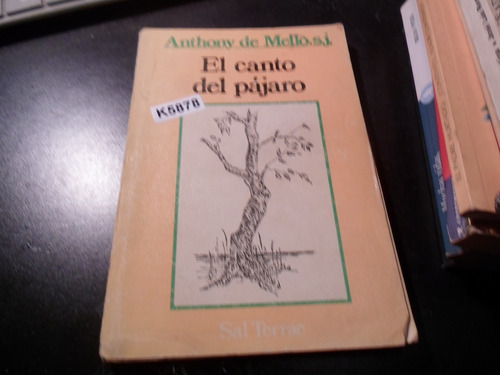 Anthony de Mello.s.j.
El canto
del pájaro
K5878
Sal Terrae